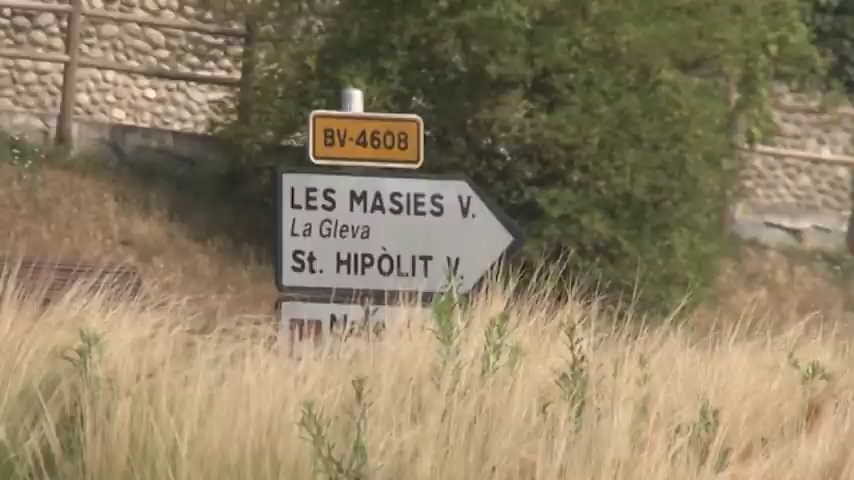 BV-4608
LES MASIES V.
La Gleva
St. HIPÒLIT V.